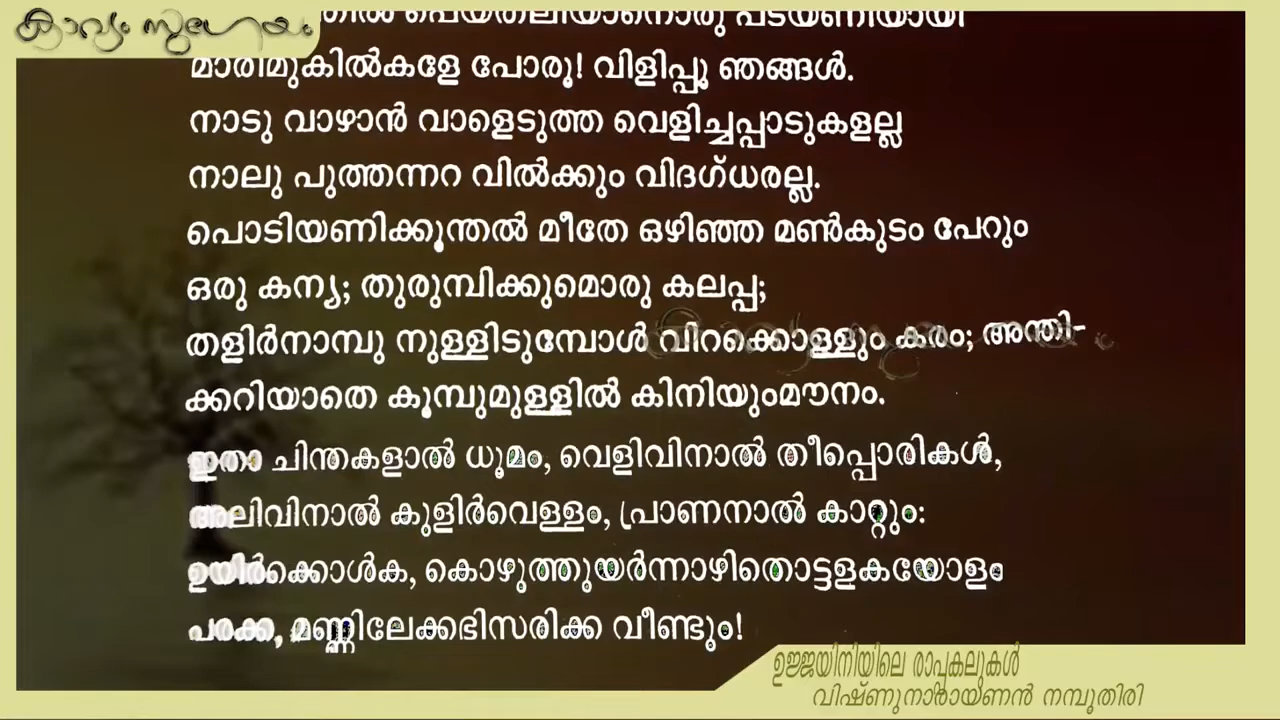 കാവ്യം സുഗേയം
പെയ്തലിയാനൊരു പടയണിയായി
മാരിമുകിൽകളേ പോരൂ! വിളിപ്പൂ ഞങ്ങൾ.
നാടു വാഴാൻ വാളെടുത്ത വെളിച്ചപ്പാടുകളല്ല
നാലു പുത്തന്നറ വിൽക്കും വിദഗ്ധരല്ല.
പൊടിയണിക്കൂന്തൽ മീതേ ഒഴിഞ്ഞ മൺകുടം പേറും
ഒരു കന്യ; തുരുമ്പിക്കുമൊരു കലപ്പ;
തളിർനാമ്പു നുള്ളിടുമ്പോൾ വിറക്കൊള്ളും കരം; അന്തി-
ക്കറിയാതെ കൂമ്പുമുള്ളിൽ കിനിയുംമൗനം.
ഇതാ ചിന്തകളാൽ ധൂമം, വെളിവിനാൽ തീപ്പൊരികൾ,
അലിവിനാൽ കുളിർവെള്ളം, പ്രാണനാൽ കാറ്റും:
ഉയിർക്കൊൾക, കൊഴുത്തുയർന്നാഴിതൊട്ടളകയോളം
പരക്ക, മണ്ണിലേക്കഭിസരിക്ക വീണ്ടും!
ഉജ്ജയിനിയിലെ രാപ്പകലുകൾ
വിഷ്ണുനാരായണൻ നമ്പൂതിരി